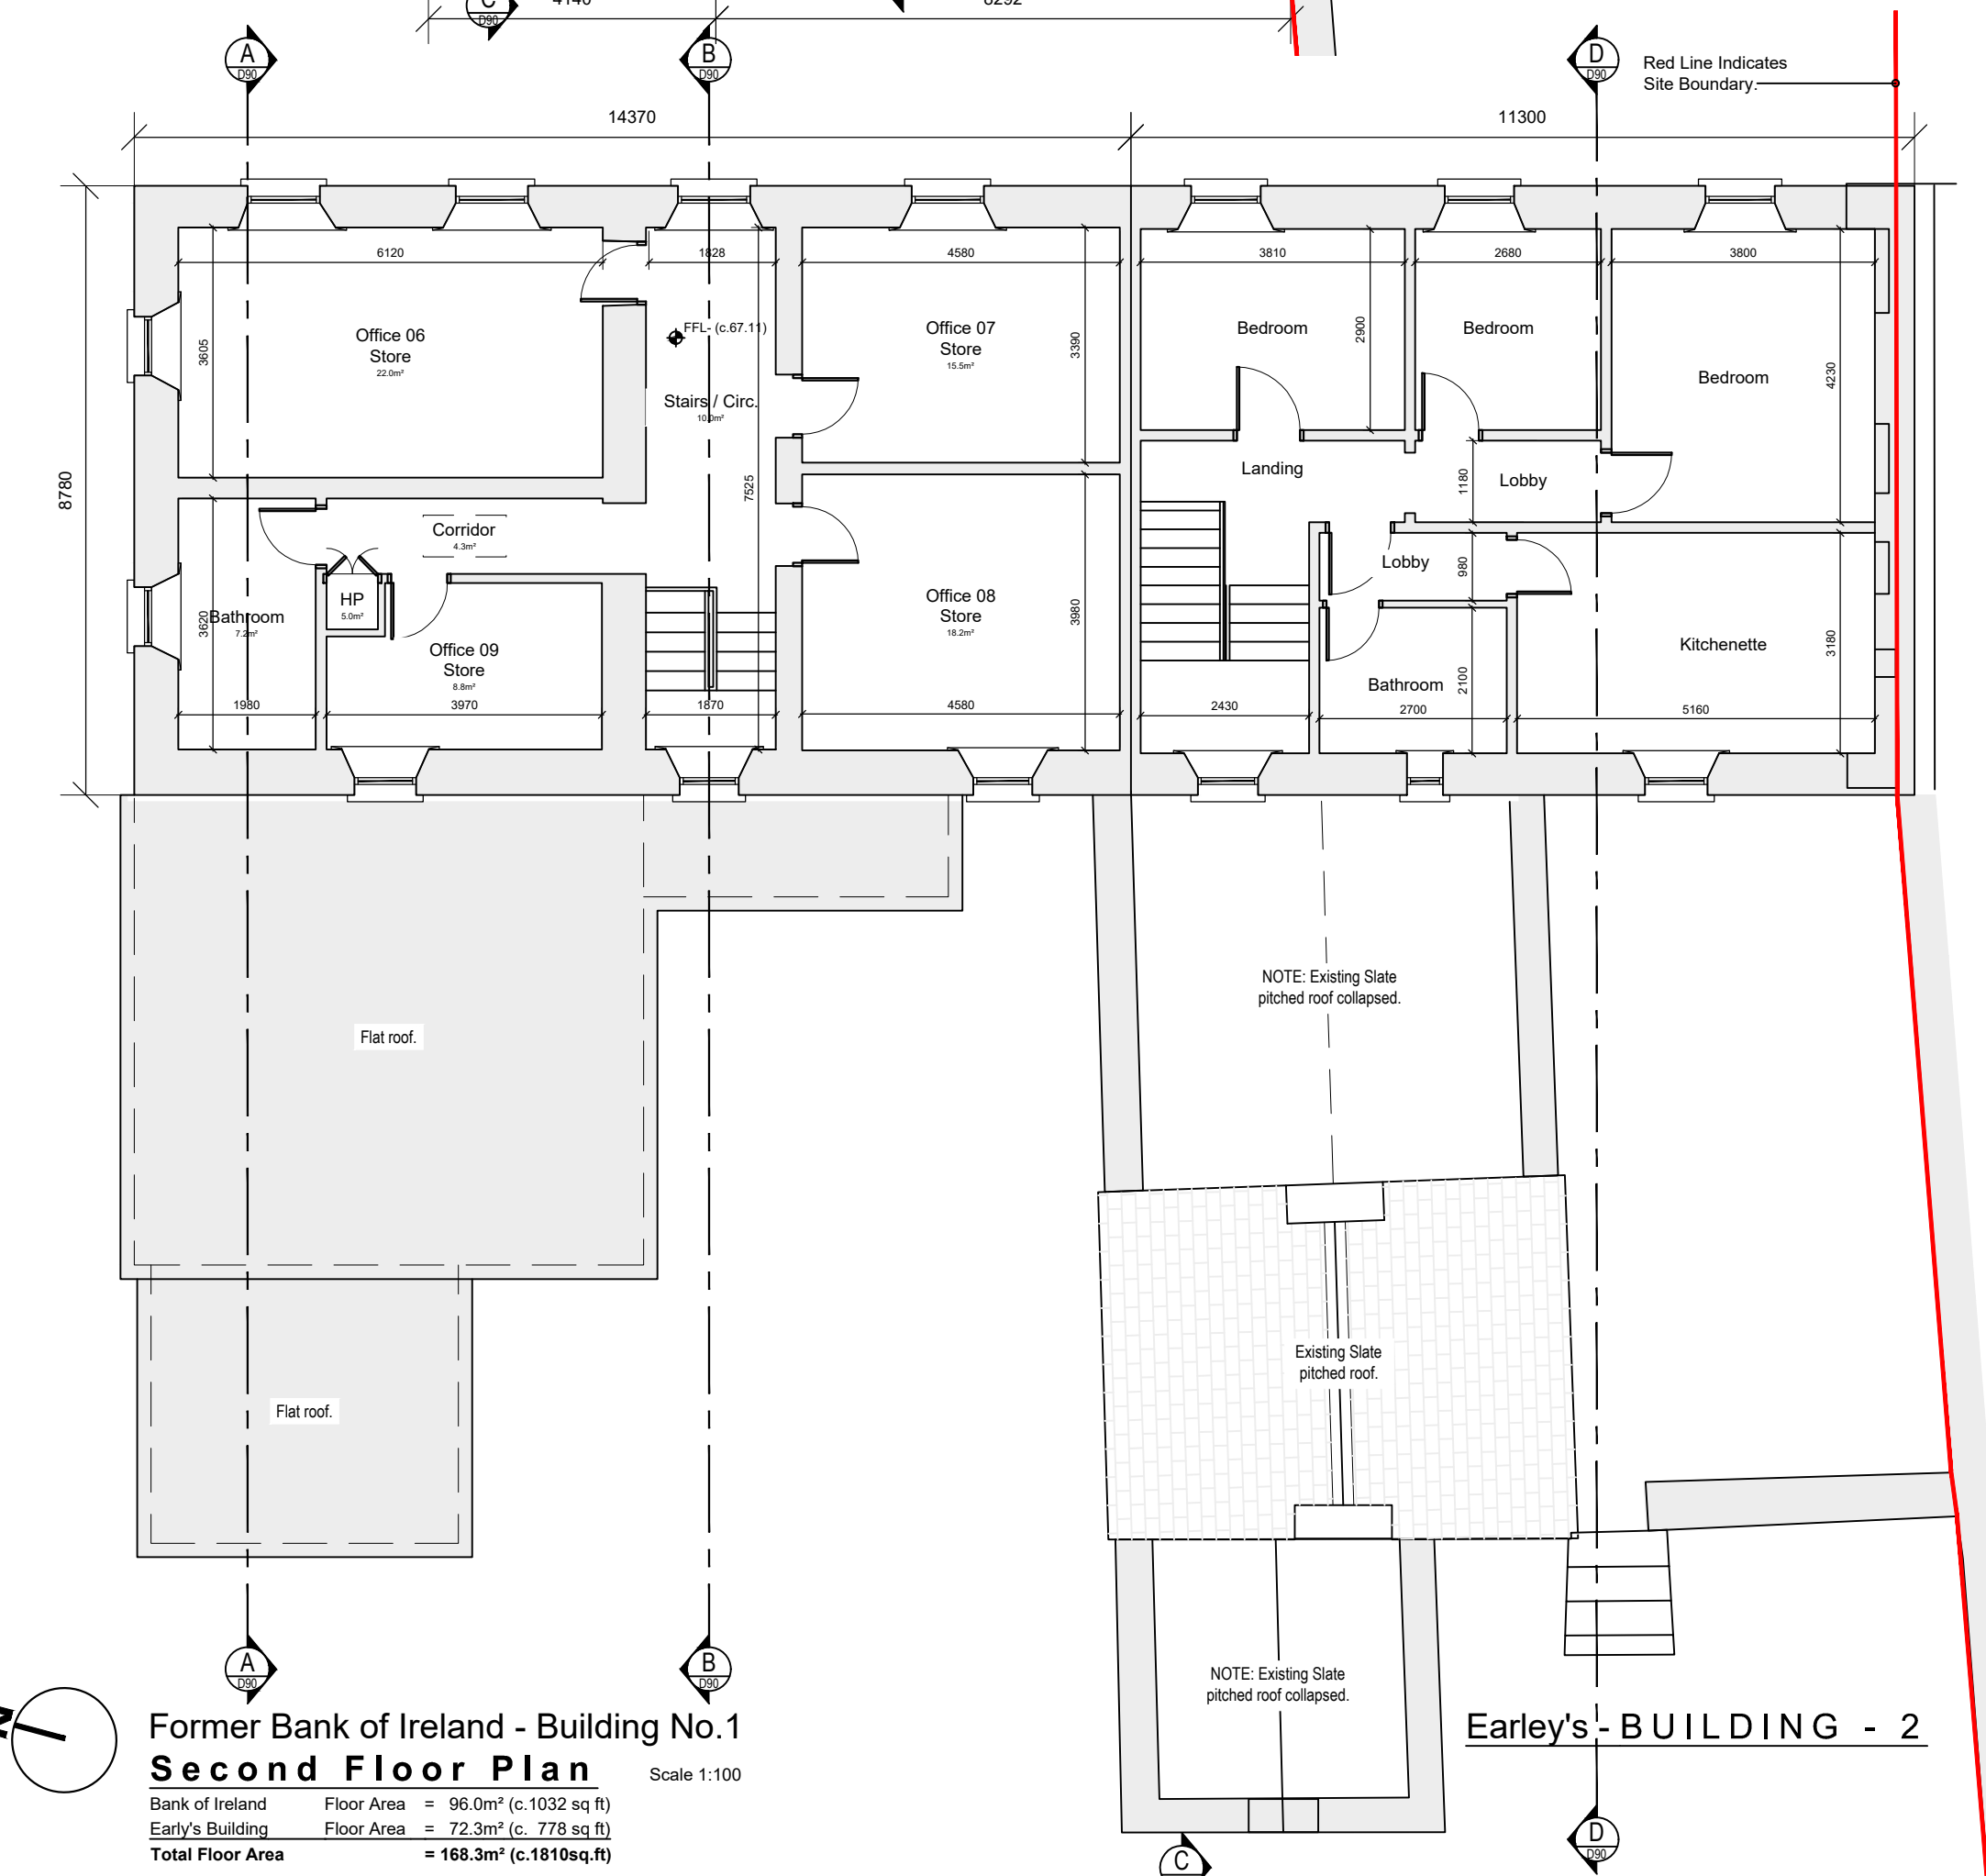 C
D90
4140
8292
A
D90
B
D90
D
D90
Red Line Indicates
Site Boundary.
14370
11300
8780
6120
1828
4580
3810
2680
3800
3605
Office 06
Store
22.0m²
FFL- (c.67.11)
Stairs / Circ.
10.0m²
7525
Office 07
Store
15.5m²
3390
Bedroom
2900
Bedroom
Bedroom
4230
Landing
Lobby
1180
Corridor
4.3m²
HP
5.0m²
Bathroom
7.2m²
3620
Office 09
Store
8.8m²
Office 08
Store
18.2m²
3980
Lobby
980
Kitchenette
3180
Bathroom
2100
1980
3970
1870
4580
2430
2700
5160
Flat roof.
NOTE: Existing Slate
pitched roof collapsed.
Existing Slate
pitched roof.
Flat roof.
NOTE: Existing Slate
pitched roof collapsed.
A
D90
B
D90
N
Former Bank of Ireland - Building No.1
Second Floor Plan
Scale 1:100
Bank of Ireland Floor Area = 96.0m² (c.1032 sq ft)
Early's Building Floor Area = 72.3m² (c. 778 sq ft)
Total Floor Area = 168.3m² (c.1810sq.ft)
Earley's - BUILDING - 2
C
D
D90